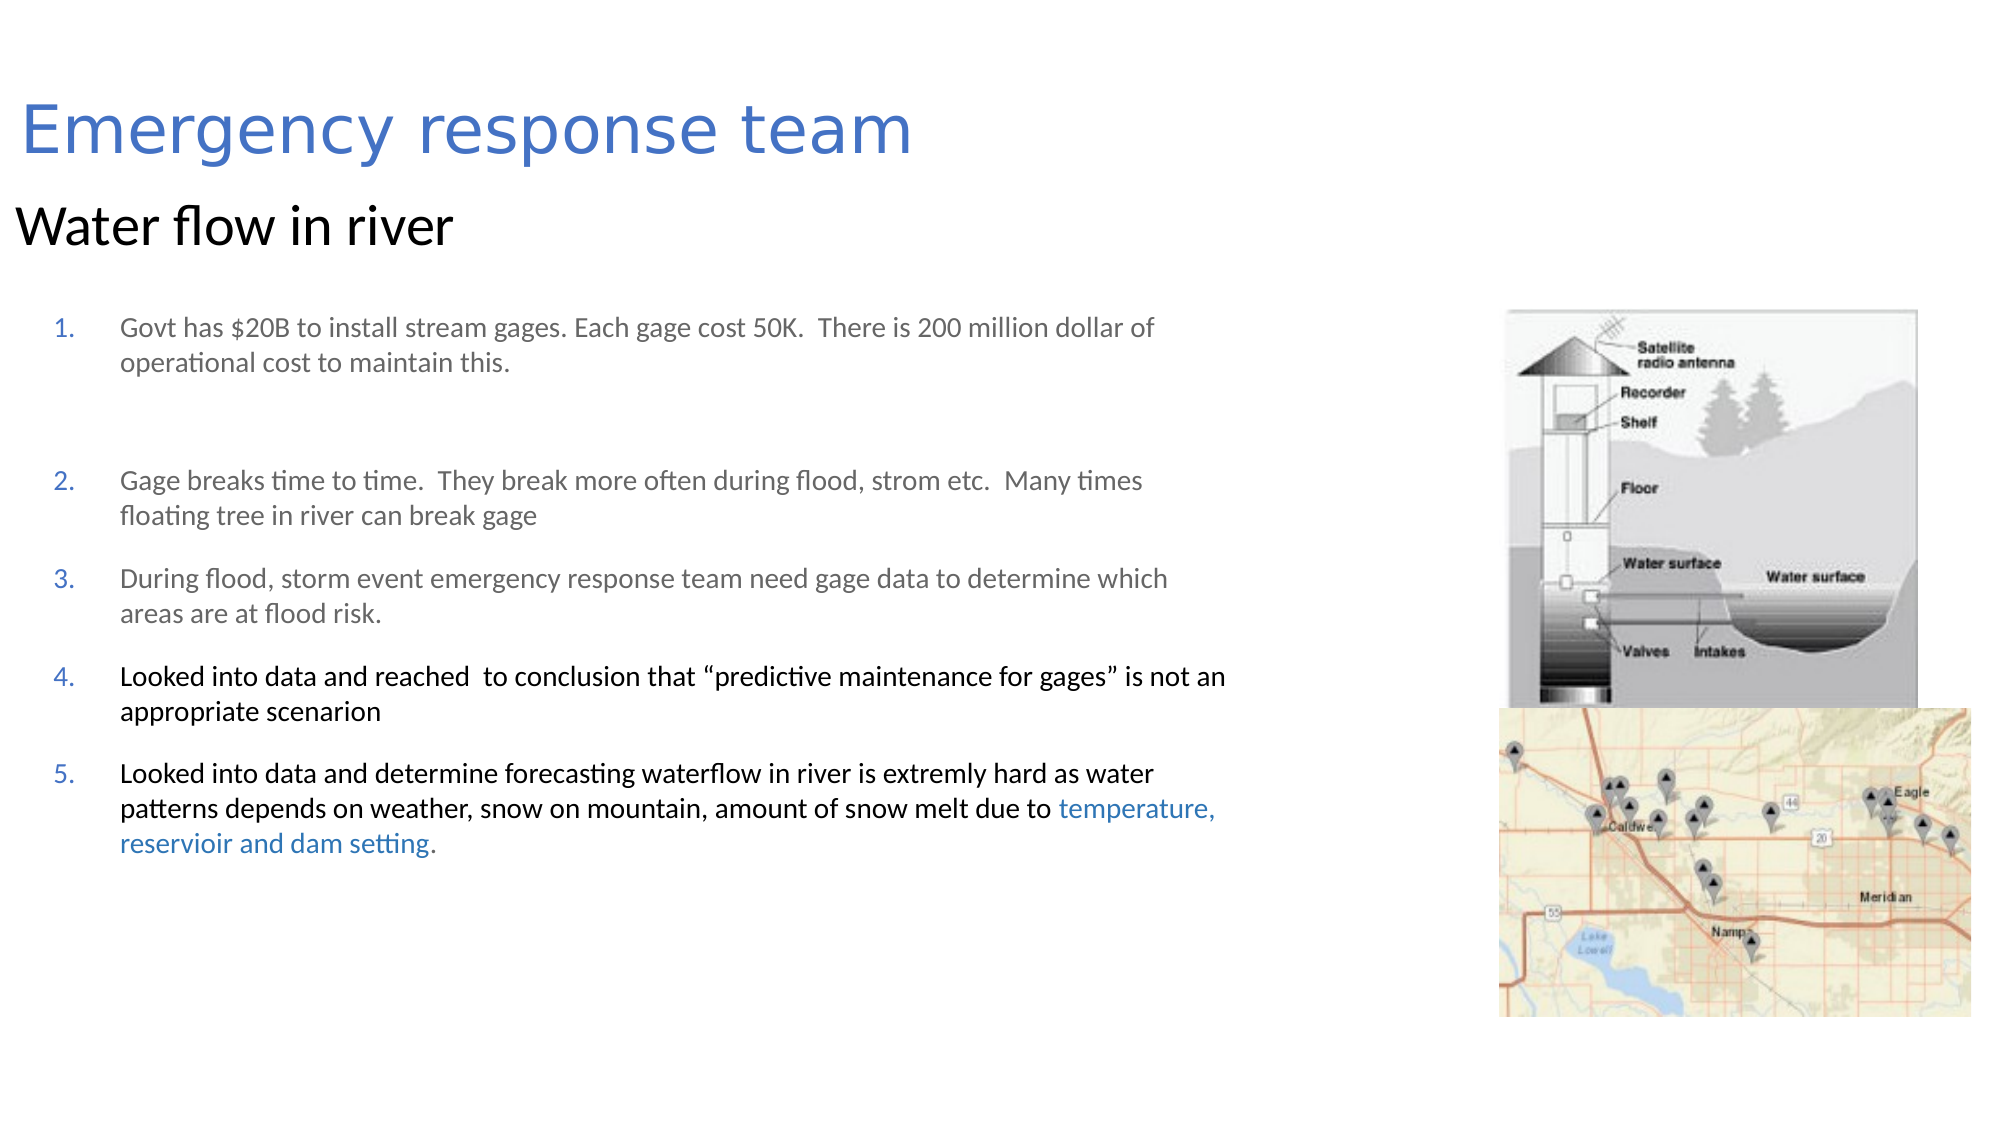 Emergency response team
Water flow in river
1. Govt has $20B to install stream gages. Each gage cost 50K.  There is 200 million dollar of
operational cost to maintain this.
2. Gage breaks time to time.  They break more often during flood, strom etc.  Many times
floating tree in river can break gage
3. During flood, storm event emergency response team need gage data to determine which
areas are at flood risk.
4. Looked into data and reached  to conclusion that “predictive maintenance for gages” is not an
appropriate scenarion
5. Looked into data and determine forecasting waterflow in river is extremly hard as water
patterns depends on weather, snow on mountain, amount of snow melt due to temperature,
reservioir and dam setting.
Satellite
radio antenna
Recorder
Shelf
Floor
Water surface
Water surface
Valves
Intakes
Eagle
44
20
Meridian
55
Lake
Lowell